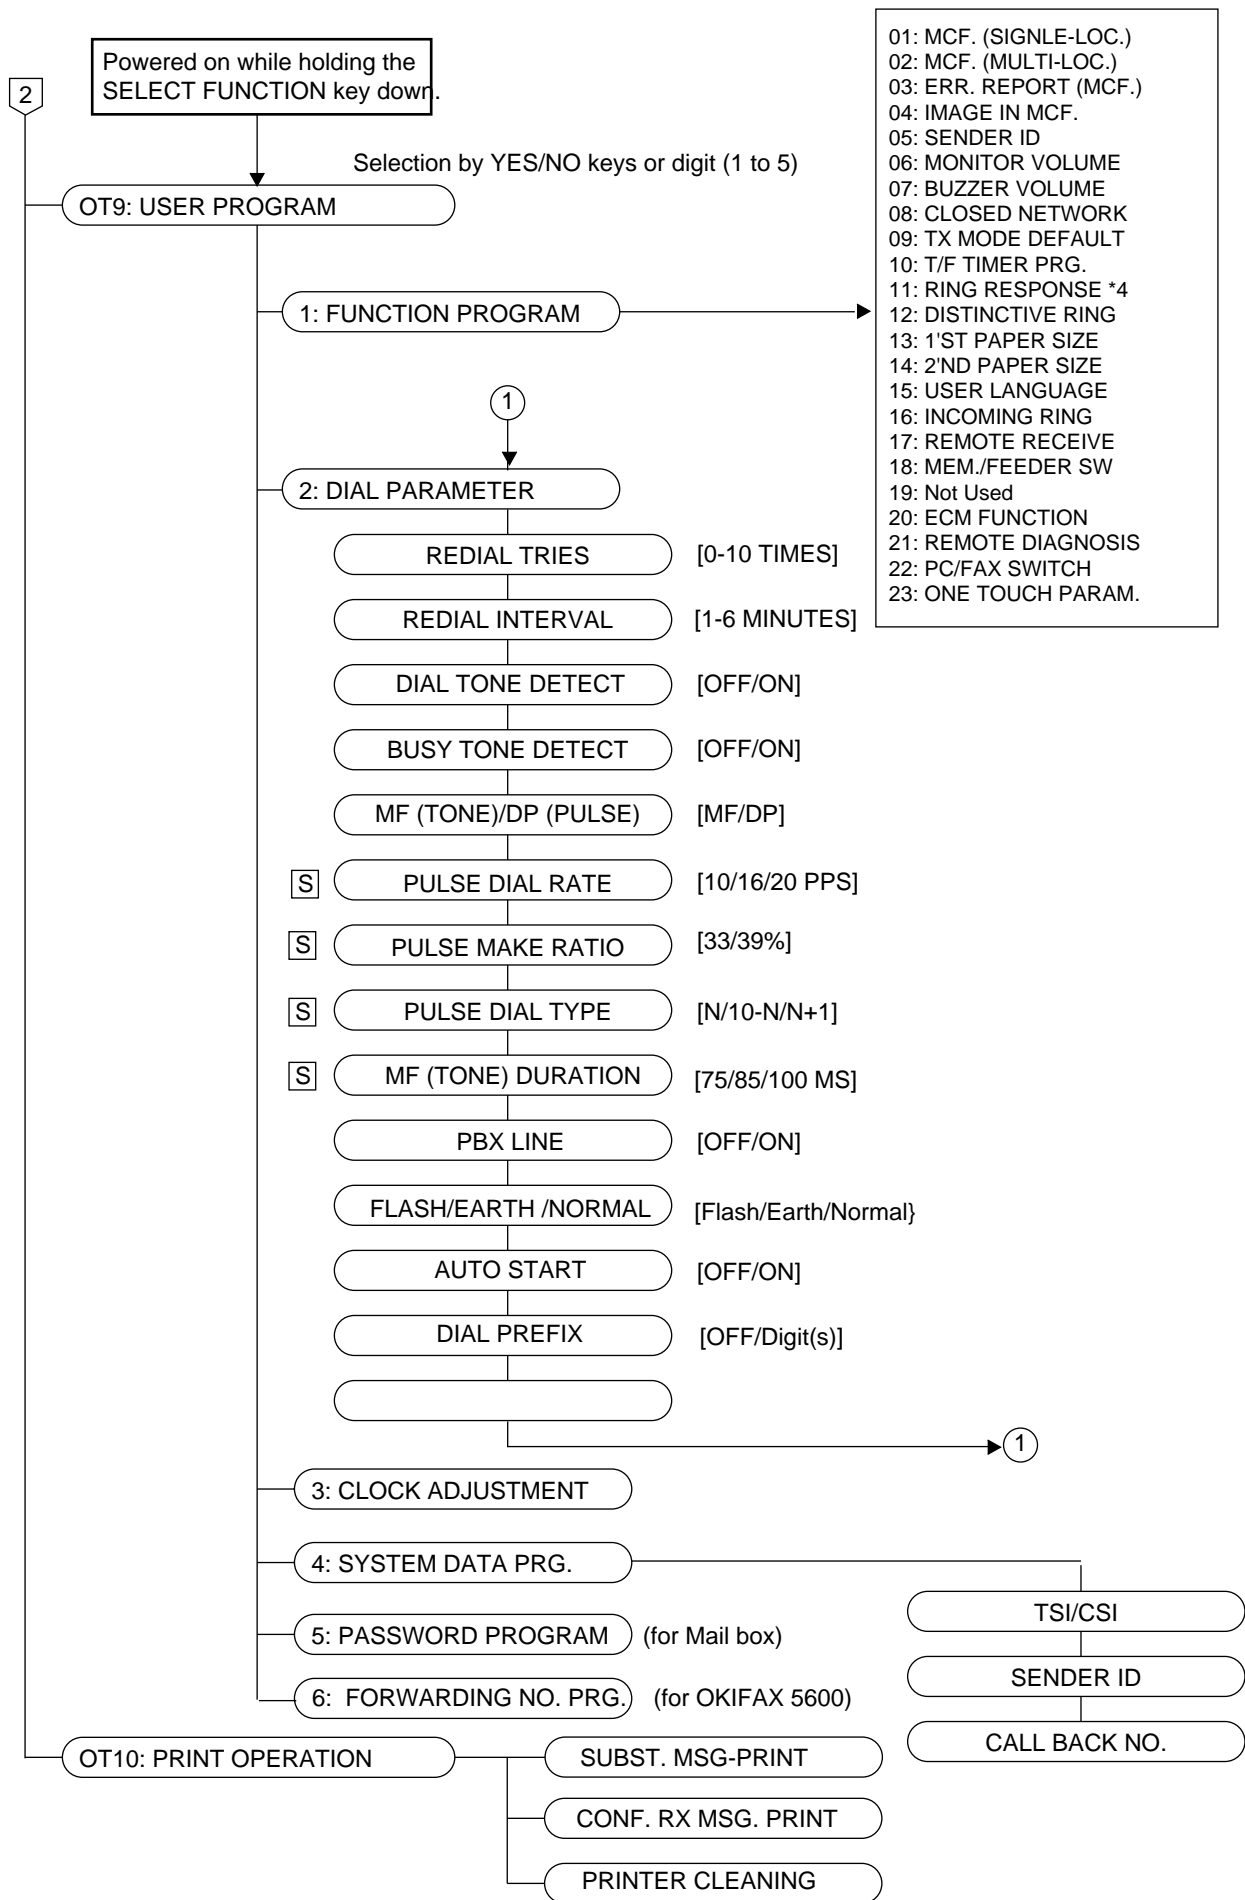 2
Powered on while holding the
SELECT FUNCTION key down.
Selection by YES/NO keys or digit (1 to 5)
OT9: USER PROGRAM
1: FUNCTION PROGRAM
01: MCF. (SIGNLE-LOC.)
02: MCF. (MULTI-LOC.)
03: ERR. REPORT (MCF.)
04: IMAGE IN MCF.
05: SENDER ID
06: MONITOR VOLUME
07: BUZZER VOLUME
08: CLOSED NETWORK
09: TX MODE DEFAULT
10: T/F TIMER PRG.
11: RING RESPONSE *4
12: DISTINCTIVE RING
13: 1'ST PAPER SIZE
14: 2'ND PAPER SIZE
15: USER LANGUAGE
16: INCOMING RING
17: REMOTE RECEIVE
18: MEM./FEEDER SW
19: Not Used
20: ECM FUNCTION
21: REMOTE DIAGNOSIS
22: PC/FAX SWITCH
23: ONE TOUCH PARAM.
1
2: DIAL PARAMETER
REDIAL TRIES [0-10 TIMES]
REDIAL INTERVAL [1-6 MINUTES]
DIAL TONE DETECT [OFF/ON]
BUSY TONE DETECT [OFF/ON]
MF (TONE)/DP (PULSE) [MF/DP]
S PULSE DIAL RATE [10/16/20 PPS]
S PULSE MAKE RATIO [33/39%]
S PULSE DIAL TYPE [N/10-N/N+1]
S MF (TONE) DURATION [75/85/100 MS]
PBX LINE [OFF/ON]
FLASH/EARTH /NORMAL [Flash/Earth/Normal}
AUTO START [OFF/ON]
DIAL PREFIX [OFF/Digit(s)]
1
3: CLOCK ADJUSTMENT
4: SYSTEM DATA PRG.
TSI/CSI
SENDER ID
CALL BACK NO.
5: PASSWORD PROGRAM (for Mail box)
6: FORWARDING NO. PRG. (for OKIFAX 5600)
OT10: PRINT OPERATION
SUBST. MSG-PRINT
CONF. RX MSG. PRINT
PRINTER CLEANING